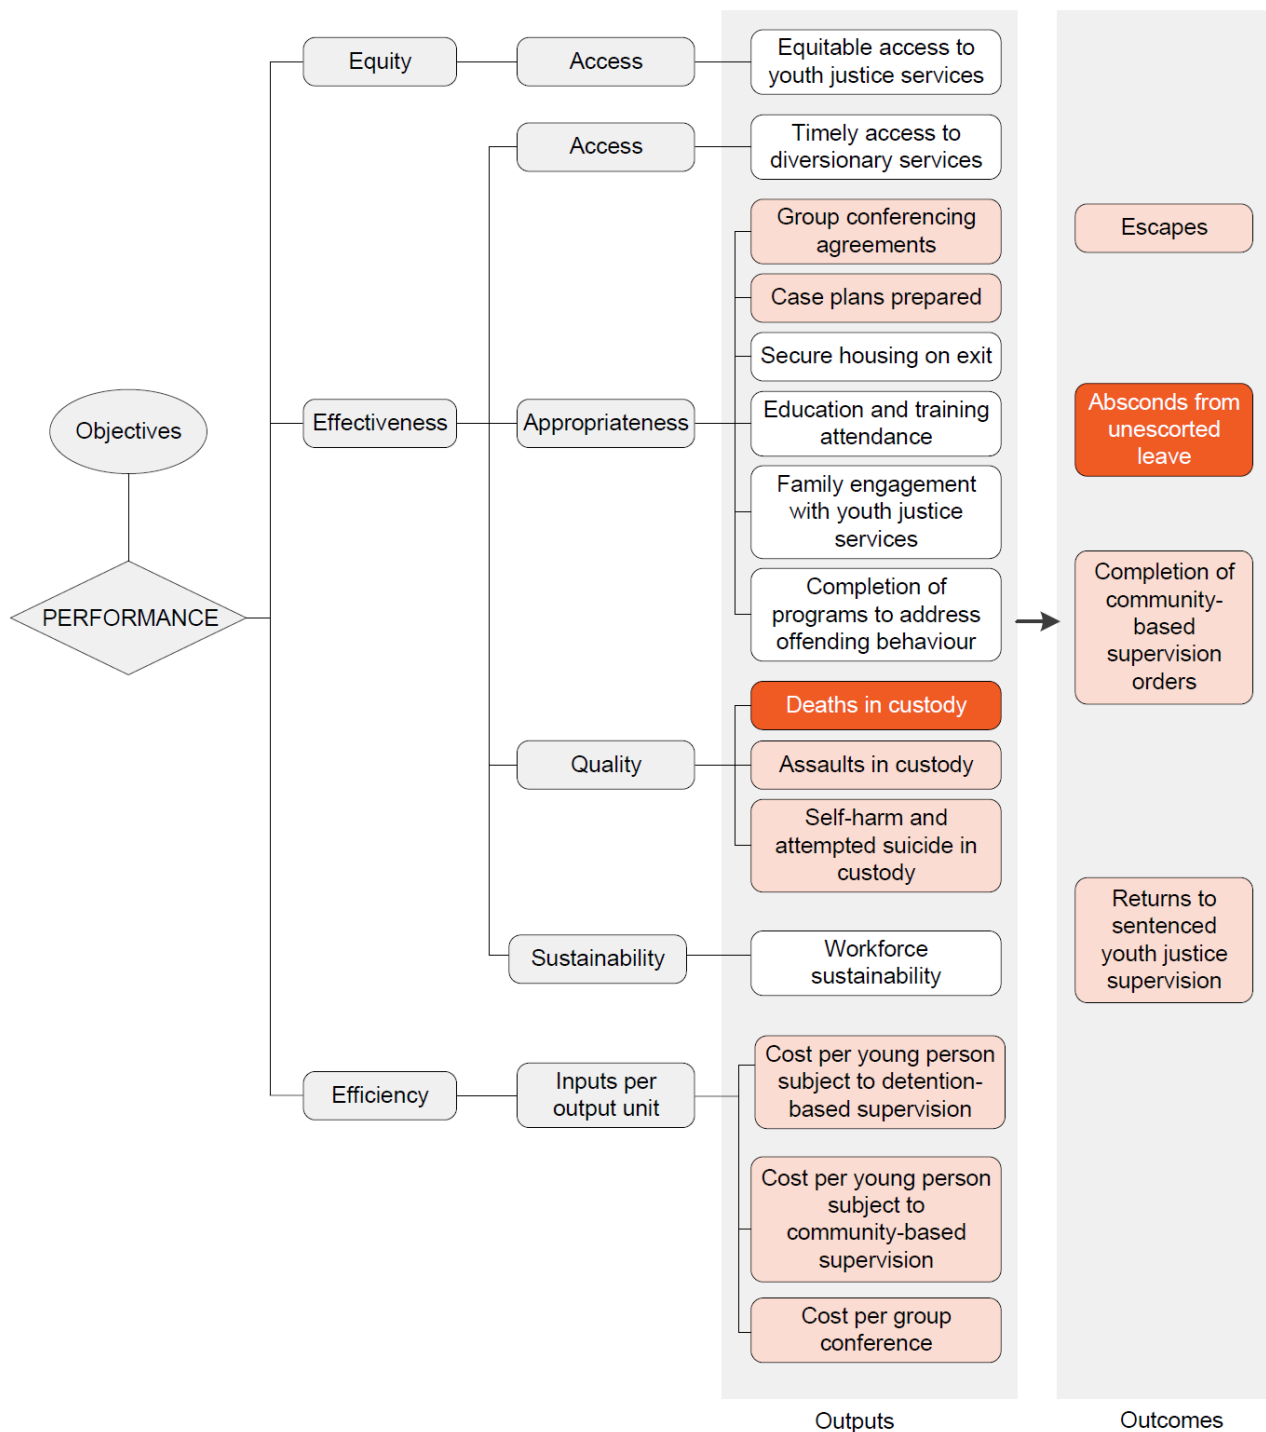 Objectives
PERFORMANCE
Equity
Access
Equitable access to
youth justice services
Effectiveness
Access
Timely access to
diversionary services
Appropriateness
Group conferencing
agreements
Case plans prepared
Secure housing on exit
Education and training
attendance
Family engagement
with youth justice
services
Completion of
programs to address
offending behaviour
Quality
Deaths in custody
Assaults in custody
Self-harm and
attempted suicide in
custody
Sustainability
Workforce
sustainability
Efficiency
Inputs per
output unit
Cost per young person
subject to detention-
based supervision
Cost per young person
subject to
community-based
supervision
Cost per group
conference
Outputs
Escapes
Absconds from
unescorted
leave
Completion of
community-
based
supervision
orders
Returns to
sentenced
youth justice
supervision
Outcomes